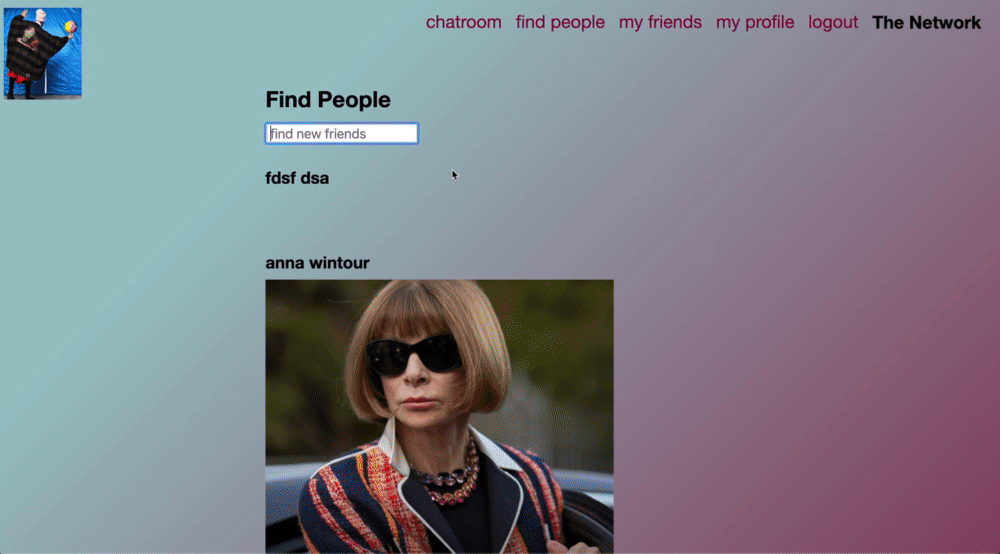 chatroom find people my friends my profile logout The Network
Find People
find new friends
fdsf dsa
anna wintour